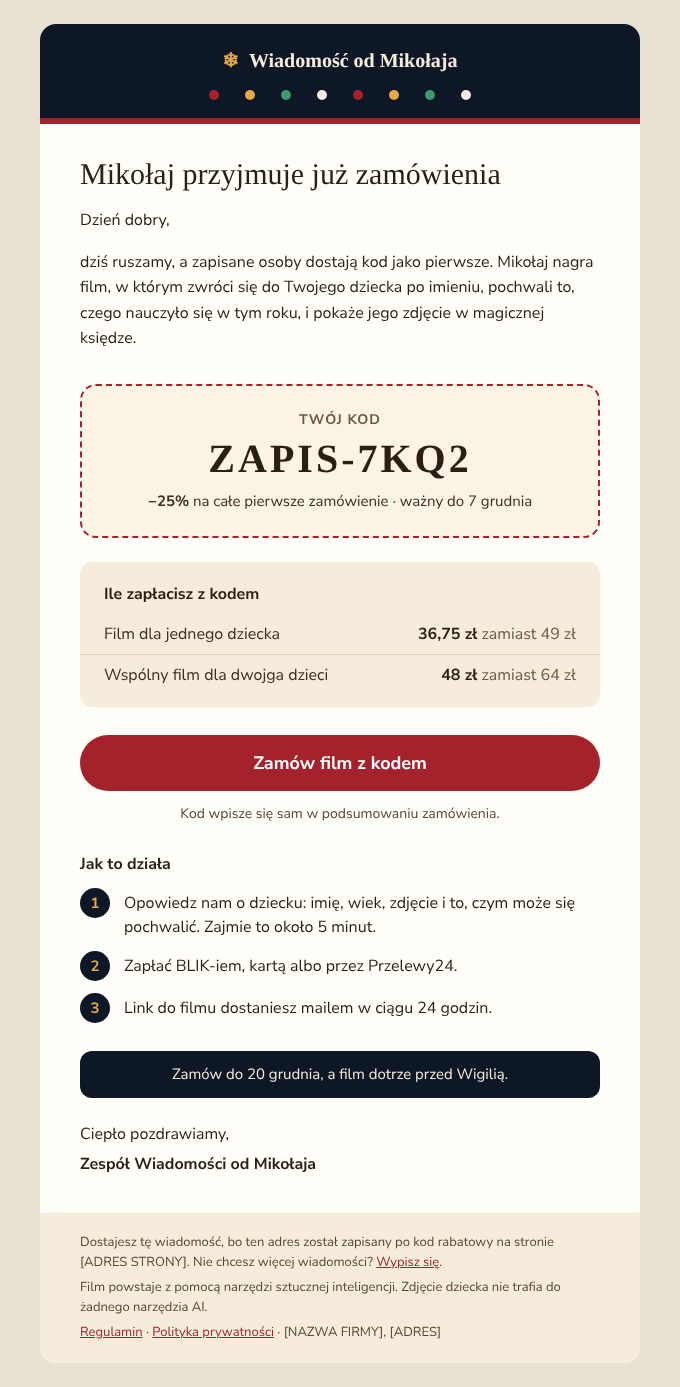 ❄ Wiadomość od Mikołaja
Mikołaj przyjmuje już zamówienia
Dzień dobry,
dziś ruszamy, a zapisane osoby dostają kod jako pierwsze. Mikołaj nagra
film, w którym zwróci się do Twojego dziecka po imieniu, pochwali to,
czego nauczyło się w tym roku, i pokaże jego zdjęcie w magicznej
księdze.
TWÓJ KOD
ZAPIS-7KQ2
−25% na całe pierwsze zamówienie · ważny do 7 grudnia
Ile zapłacisz z kodem
Film dla jednego dziecka 36,75 zł zamiast 49 zł
Wspólny film dla dwojga dzieci 48 zł zamiast 64 zł
Zamów film z kodem
Kod wpisze się sam w podsumowaniu zamówienia.
Jak to działa
1 Opowiedz nam o dziecku: imię, wiek, zdjęcie i to, czym może się
pochwalić. Zajmie to około 5 minut.
2 Zapłać BLIK-iem, kartą albo przez Przelewy24.
3 Link do filmu dostaniesz mailem w ciągu 24 godzin.
Zamów do 20 grudnia, a film dotrze przed Wigilią.
Ciepło pozdrawiamy,
Zespół Wiadomości od Mikołaja
Dostajesz tę wiadomość, bo ten adres został zapisany po kod rabatowy na stronie
[ADRES STRONY]. Nie chcesz więcej wiadomości? Wypisz się.
Film powstaje z pomocą narzędzi sztucznej inteligencji. Zdjęcie dziecka nie trafia do
żadnego narzędzia AI.
Regulamin · Polityka prywatności · [NAZWA FIRMY], [ADRES]